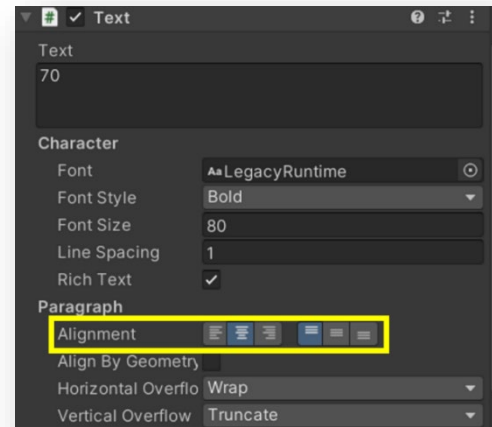 # Text
Text
70
Character
Font Aa LegacyRuntime
Font Style Bold
Font Size 80
Line Spacing 1
Rich Text
Paragraph
Alignment
Align By Geometry
Horizontal Overflo Wrap
Vertical Overflow Truncate